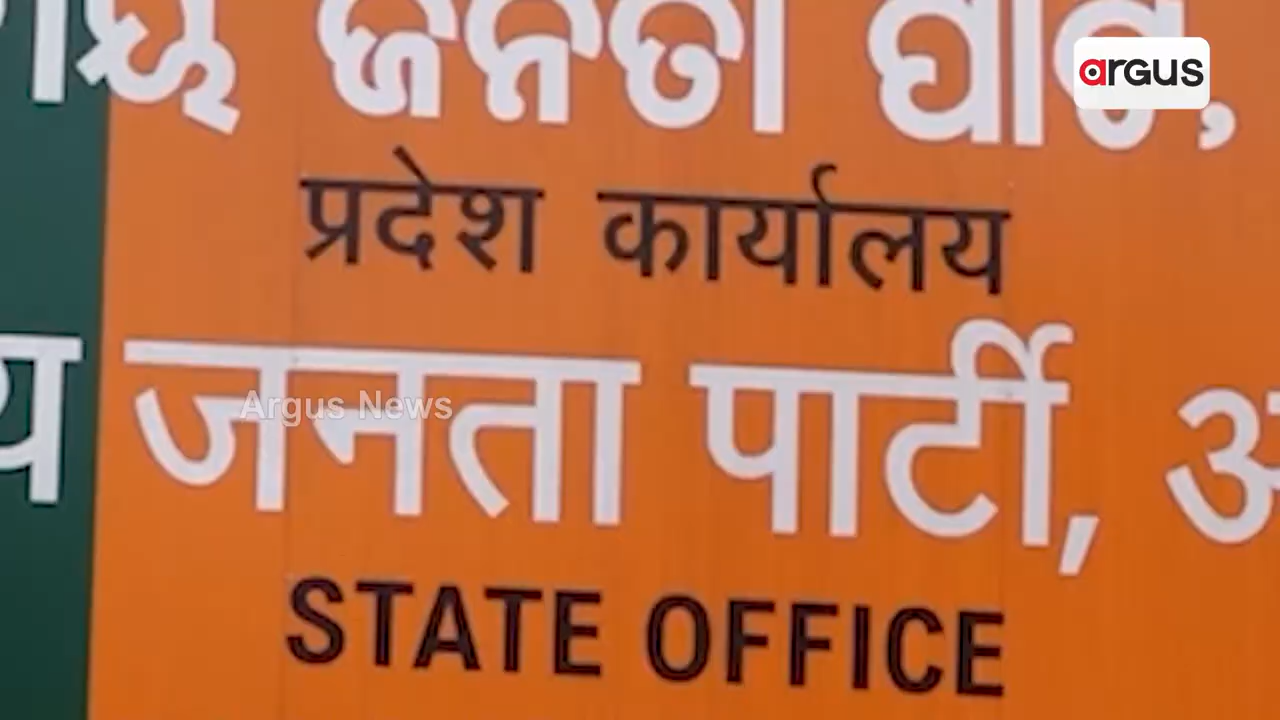 ଜନତା ପାର୍ଟି,
argus
प्रदेश कार्यालय
जनता पार्टी,
Argus News
STATE OFFICE